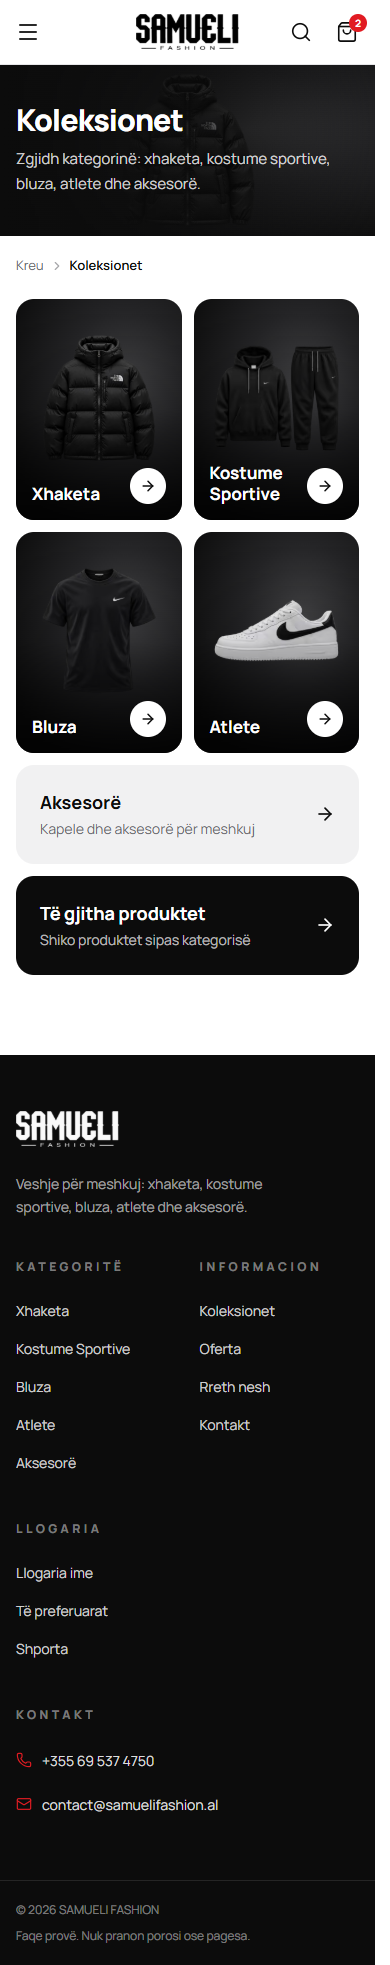 SAMUELI
FASHION
2
Koleksionet
Zgjidh kategorinë: xhaketa, kostume sportive,
bluza, atlete dhe aksesorë.
Kreu > Koleksionet
Xhaketa
Kostume
Sportive
Bluza
Atlete
Aksesorë
Kapele dhe aksesorë për meshkuj
Të gjitha produktet
Shiko produktet sipas kategorisë
SAMUELI
FASHION
Veshje për meshkuj: xhaketa, kostume
sportive, bluza, atlete dhe aksesorë.
KATEGORITË
Xhaketa
Kostume Sportive
Bluza
Atlete
Aksesorë
INFORMACION
Koleksionet
Oferta
Rreth nesh
Kontakt
LLOGARIA
Llogaria ime
Të preferuarat
Shporta
KONTAKT
+355 69 537 4750
contact@samuelifashion.al
© 2026 SAMUELI FASHION
Faqe provë. Nuk pranon porosi ose pagesa.